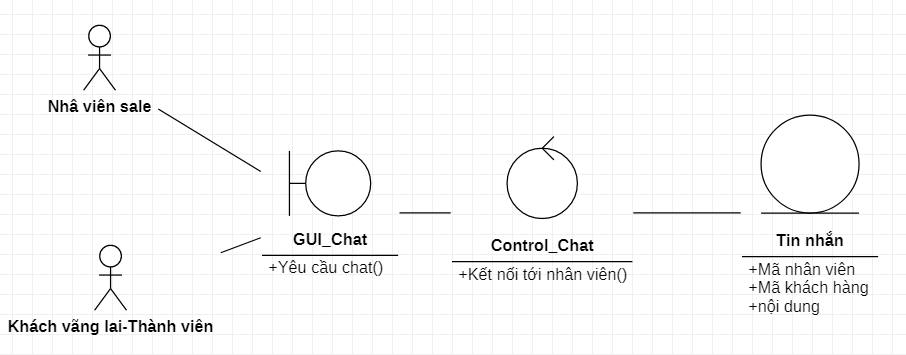 Nhâ viên sale
GUI_Chat
+Yêu cầu chat()
Control_Chat
+Kết nối tới nhân viên()
Tin nhắn
+Mã nhân viên
+Mã khách hàng
+nội dung
Khách vãng lai-Thành viên